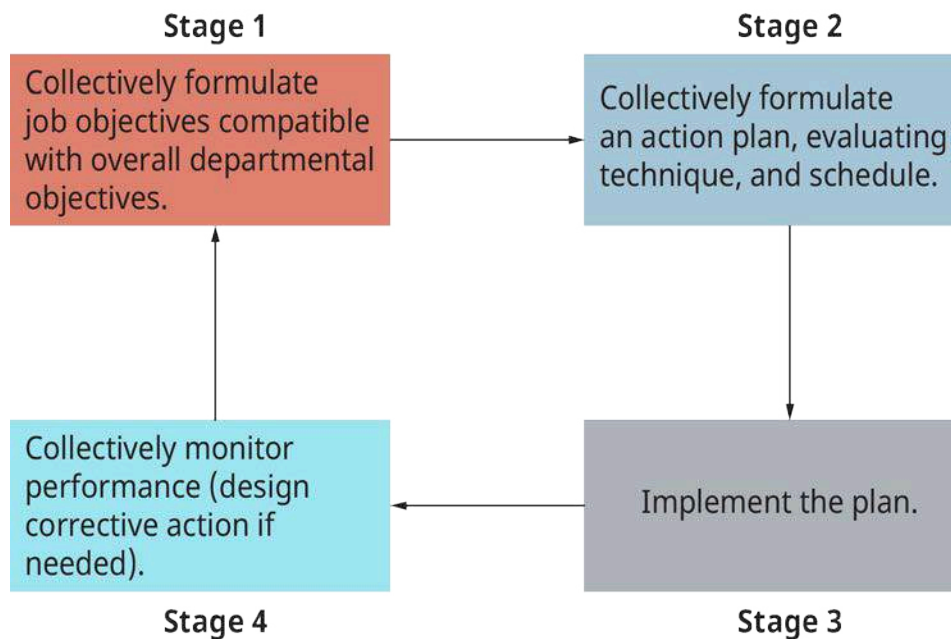 Stage 1
Collectively formulate
job objectives compatible
with overall departmental
objectives.
Stage 2
Collectively formulate
an action plan, evaluating
technique, and schedule.
Collectively monitor
performance (design
corrective action if
needed).
Stage 4
Implement the plan.
Stage 3